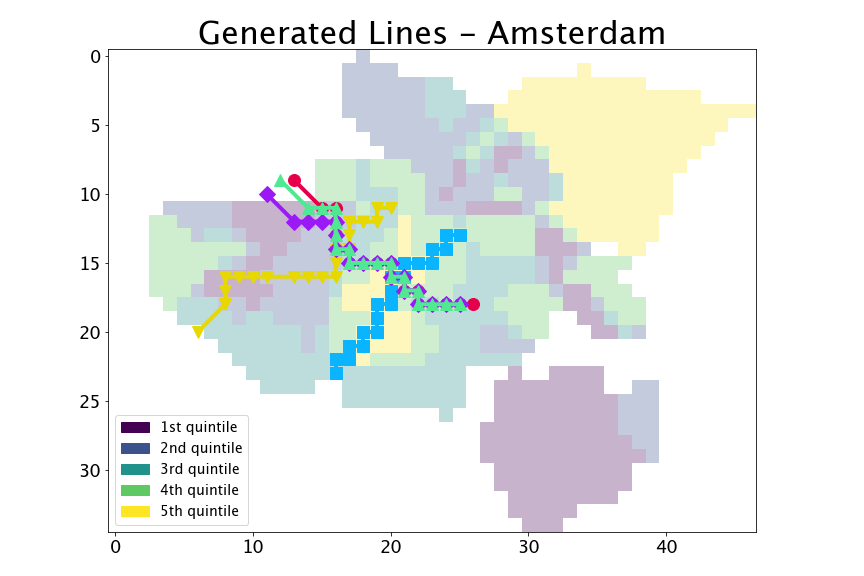 Generated Lines - Amsterdam
0
5
10
15
20
25
30
0
10
20
30
40
1st quintile
2nd quintile
3rd quintile
4th quintile
5th quintile